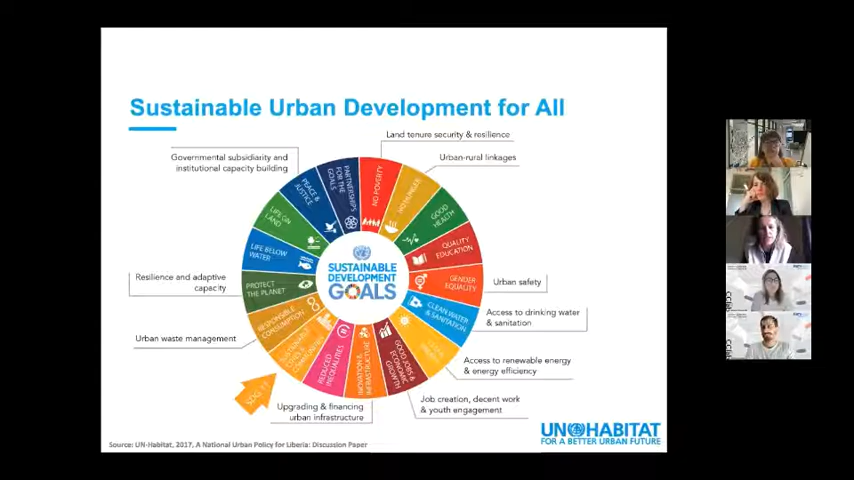 Sustainable Urban Development for All
Land tenure security & resilience
Governmental subsidiarity and
institutional capacity building
Urban-rural linkages
PARTNERSHIPS
FOR THE
GOALS
NO POVERTY
NO HUNGER
PEACE &
JUSTICE
GOOD
HEALTH
LIFE ON
LAND
QUALITY
EDUCATION
LIFE BELOW
WATER
SUSTAINABLE
DEVELOPMENT
GOALS
GENDER
EQUALITY
Urban safety
Resilience and adaptive
capacity
PROTECT
THE PLANET
CLEAN WATER
& SANITATION
Access to drinking water
& sanitation
RESPONSIBLE
CONSUMPTION
Urban waste management
REDUCED
INEQUALITIES
INOVATION &
INFRASTRUCTURE
GOOD JOBS &
ECONOMIC
GROWTH
Access to renewable energy
& energy efficiency
SDG 11
Job creation, decent work
& youth engagement
Upgrading & financing
urban infrastructure
UN HABITAT
FOR A BETTER URBAN FUTURE
Source: UN-Habitat, 2017, A National Urban Policy for Liberia: Discussion Paper